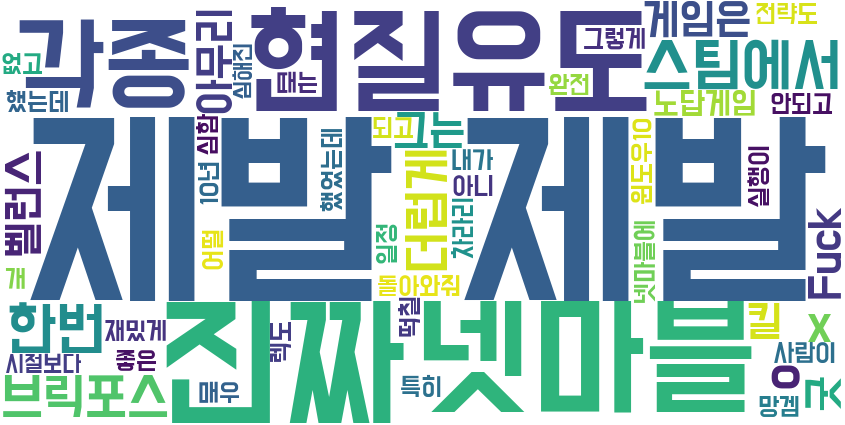 각종
현질유도
아무리
심해진
때는
그렇게
게임은
전략도
스팀에서
없고
했는데
완전
노답게임
안되고
제발 제발
벨런스
10년
심함
했었는데
되고
그는
내가
아니
더럽게
차라리
윈도우10
실행이
어떨
일정
돌아와줘
넷마블에
개
Fuck
한번
재밌게
시절보다
좋은
브릭포스
진짜
매우
렉도
떡칠
특히
넷마블
킬
X
사람이
ㅇ
망겜
굿